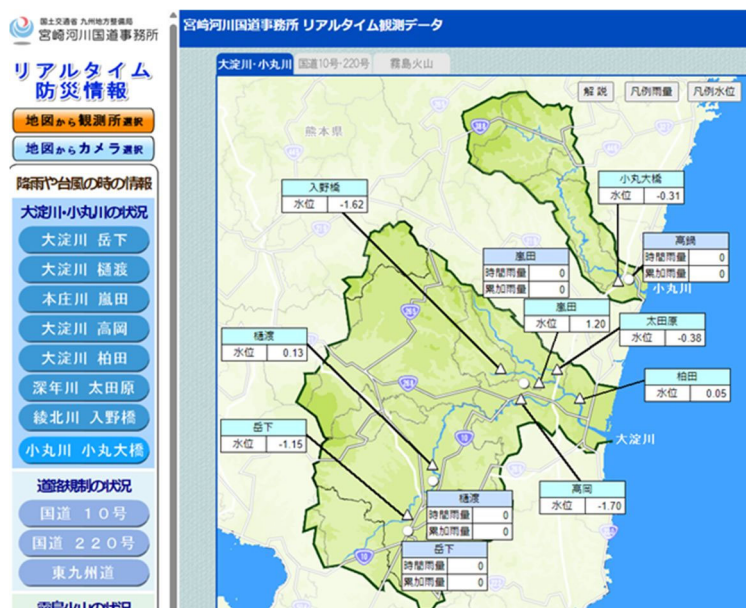 国土交通省 九州地方整備局
宮崎河川国道事務所
リアルタイム
防災情報
地図から観測所選択
地図からカメラ選択
降雨や台風の時の情報
大淀川・小丸川の状況
大淀川 岳下
大淀川 樋渡
本庄川 嵐田
大淀川 高岡
大淀川 柏田
深年川 太田原
綾北川 入野橋
小丸川 小丸大橋
道路規制の状況
国道 10号
国道 220号
東九州道
霧島火山の状況
宮崎河川国道事務所 リアルタイム観測データ
大淀川・小丸川 国道10号-220号 霧島火山
解説 凡例雨量 凡例水位
熊本県
入野橋
水位 -1.62
小丸大橋
水位 -0.31
高鍋
時間雨量 0
累加雨量 0
小丸川
嵐田
時間雨量 0
累加雨量 0
嵐田
水位 1.20
太田原
水位 -0.38
樋渡
水位 0.13
柏田
水位 0.05
大淀川
岳下
水位 -1.15
高岡
水位 -1.70
樋渡
時間雨量 0
累加雨量 0
岳下
時間雨量 0
累加雨量 0
10
10